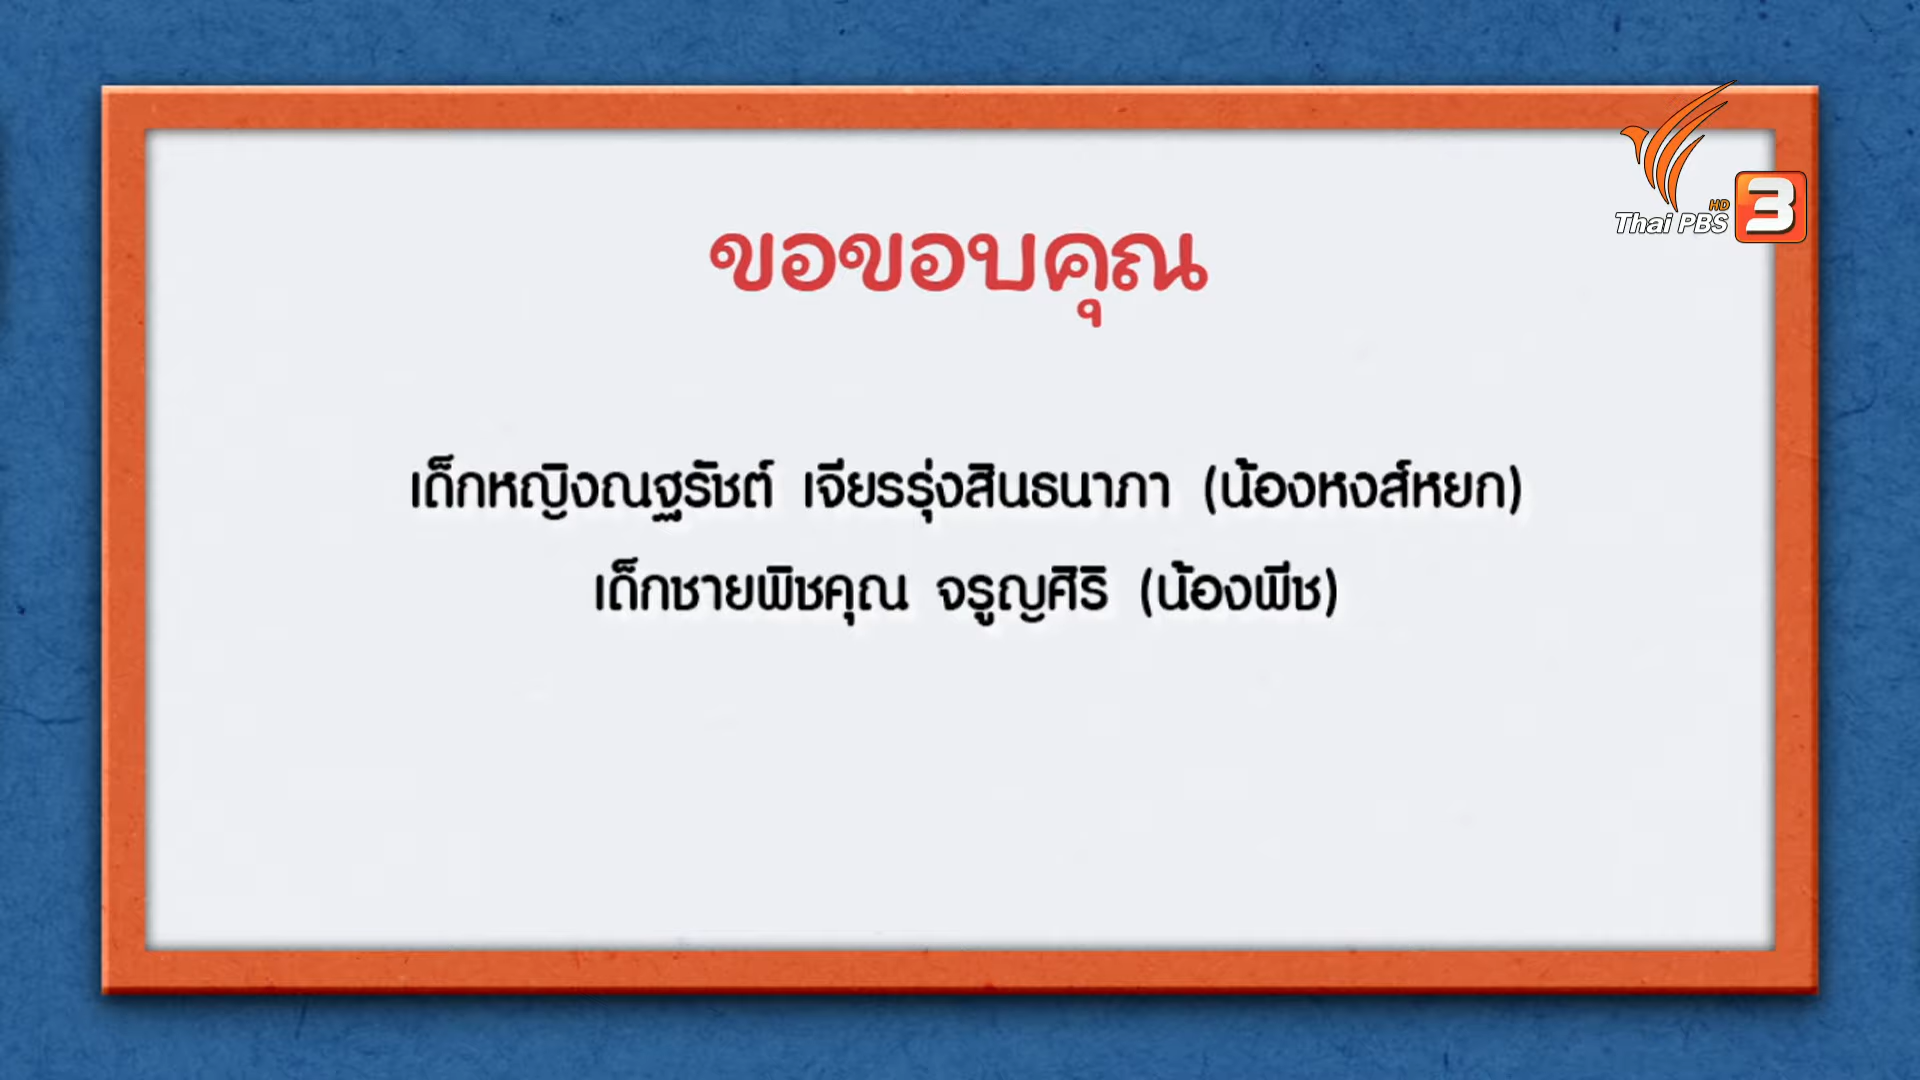 Thai PBS HD 3
ขอขอบคุณ
เด็กหญิงณฐรัชต์ เจียรรุ่งสินธนาภา (น้องหงส์หยก)
เด็กชายพิชคุณ จรูญศิริ (น้องพีช)